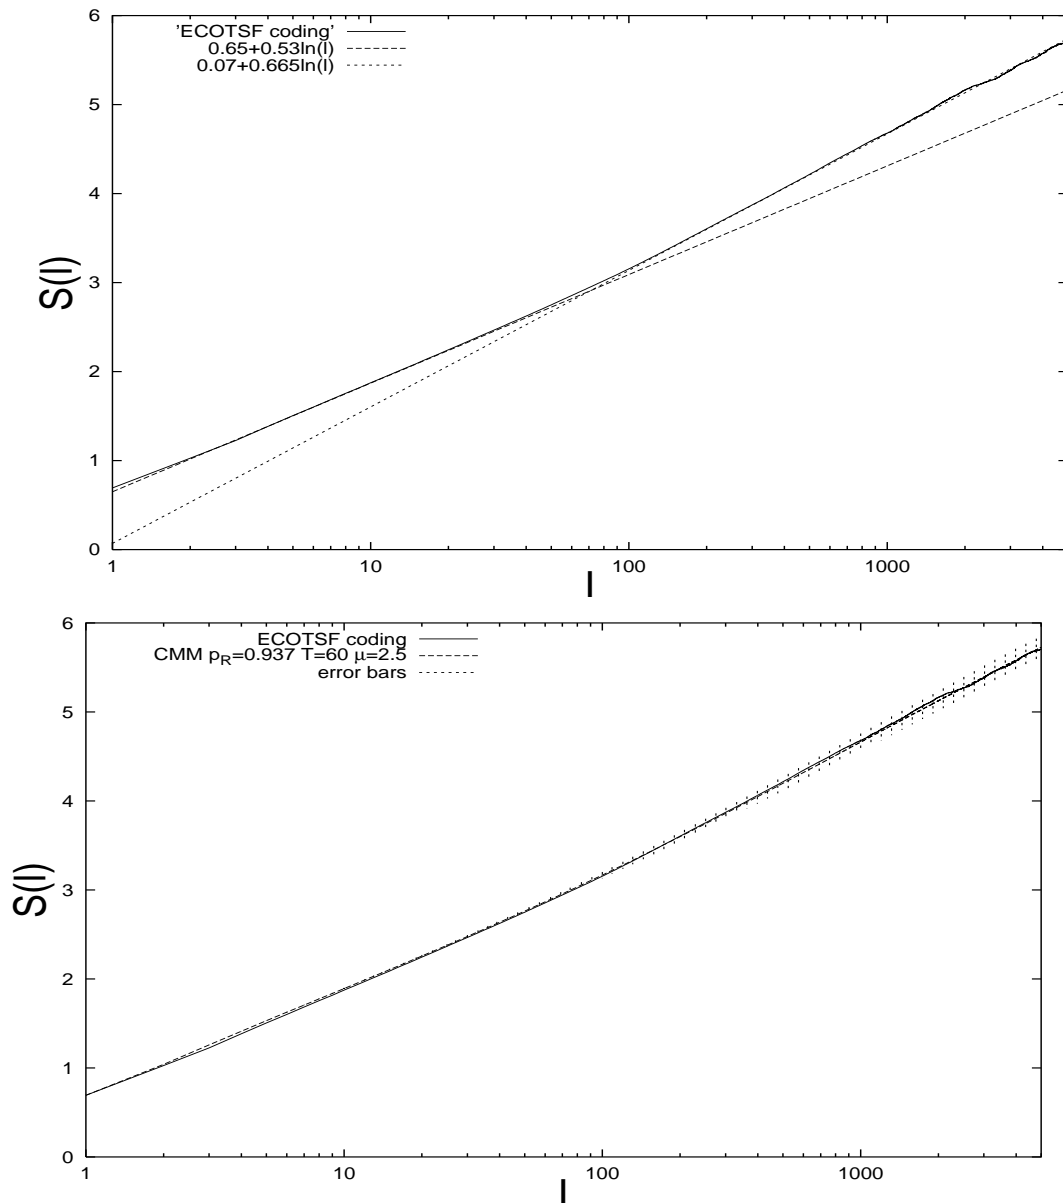 6
'ECOTSF coding'
0.65+0.53ln(l)
0.07+0.665ln(l)
5
4
3
S(l)
2
1
0
1
10
100
1000
l
6
ECOTSF coding
CMM pR=0.937 T=60 μ=2.5
error bars
5
4
3
S(l)
2
1
0
1
10
100
1000
l